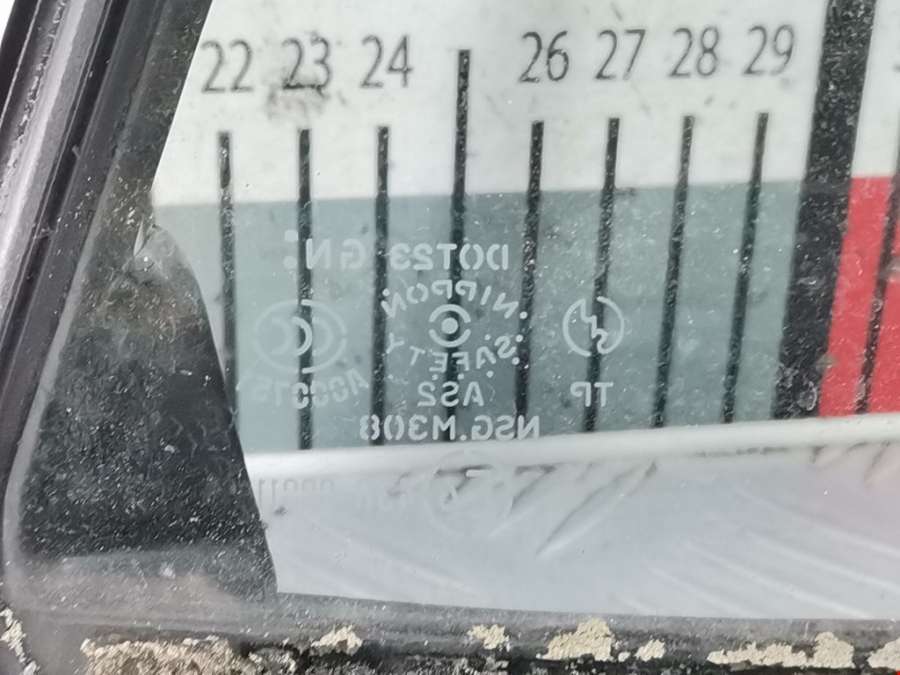 22 23 24 26 27 28 29
DOT23 GN:
NIPPON
SAFETY
AS2
TP
NSG.M308